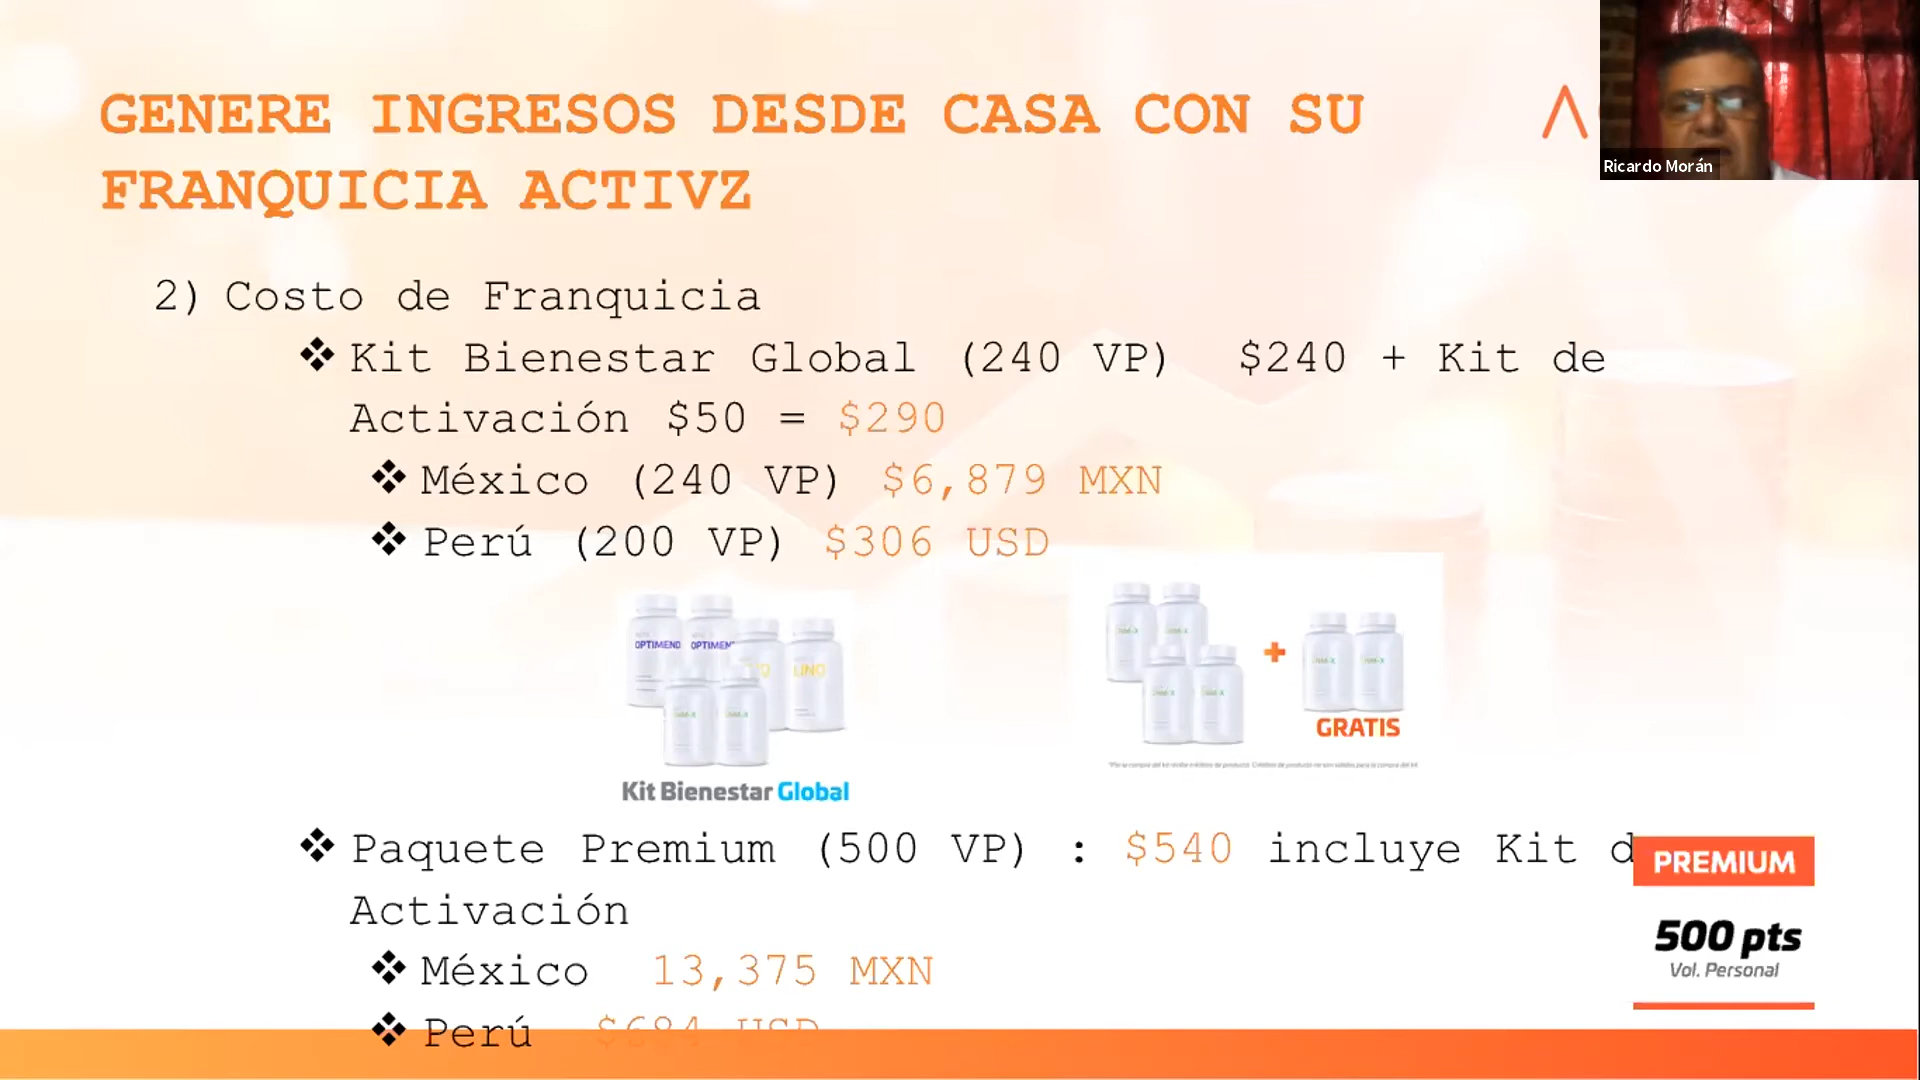 GENERE INGRESOS DESDE CASA CON SU
FRANQUICIA ACTIVZ
Ricardo Morán
2) Costo de Franquicia
❖ Kit Bienestar Global (240 VP) $240 + Kit de
Activación $50 = $290
❖ México (240 VP) $6,879 MXN
❖ Perú (200 VP) $306 USD
OPTIMEND OPTIMEN
LINQ
GRATIS
Kit Bienestar Global
❖ Paquete Premium (500 VP) : $540 incluye Kit d
Activación
PREMIUM
500 pts
Vol. Personal
❖ México 13,375 MXN
❖ Perú $684 USD